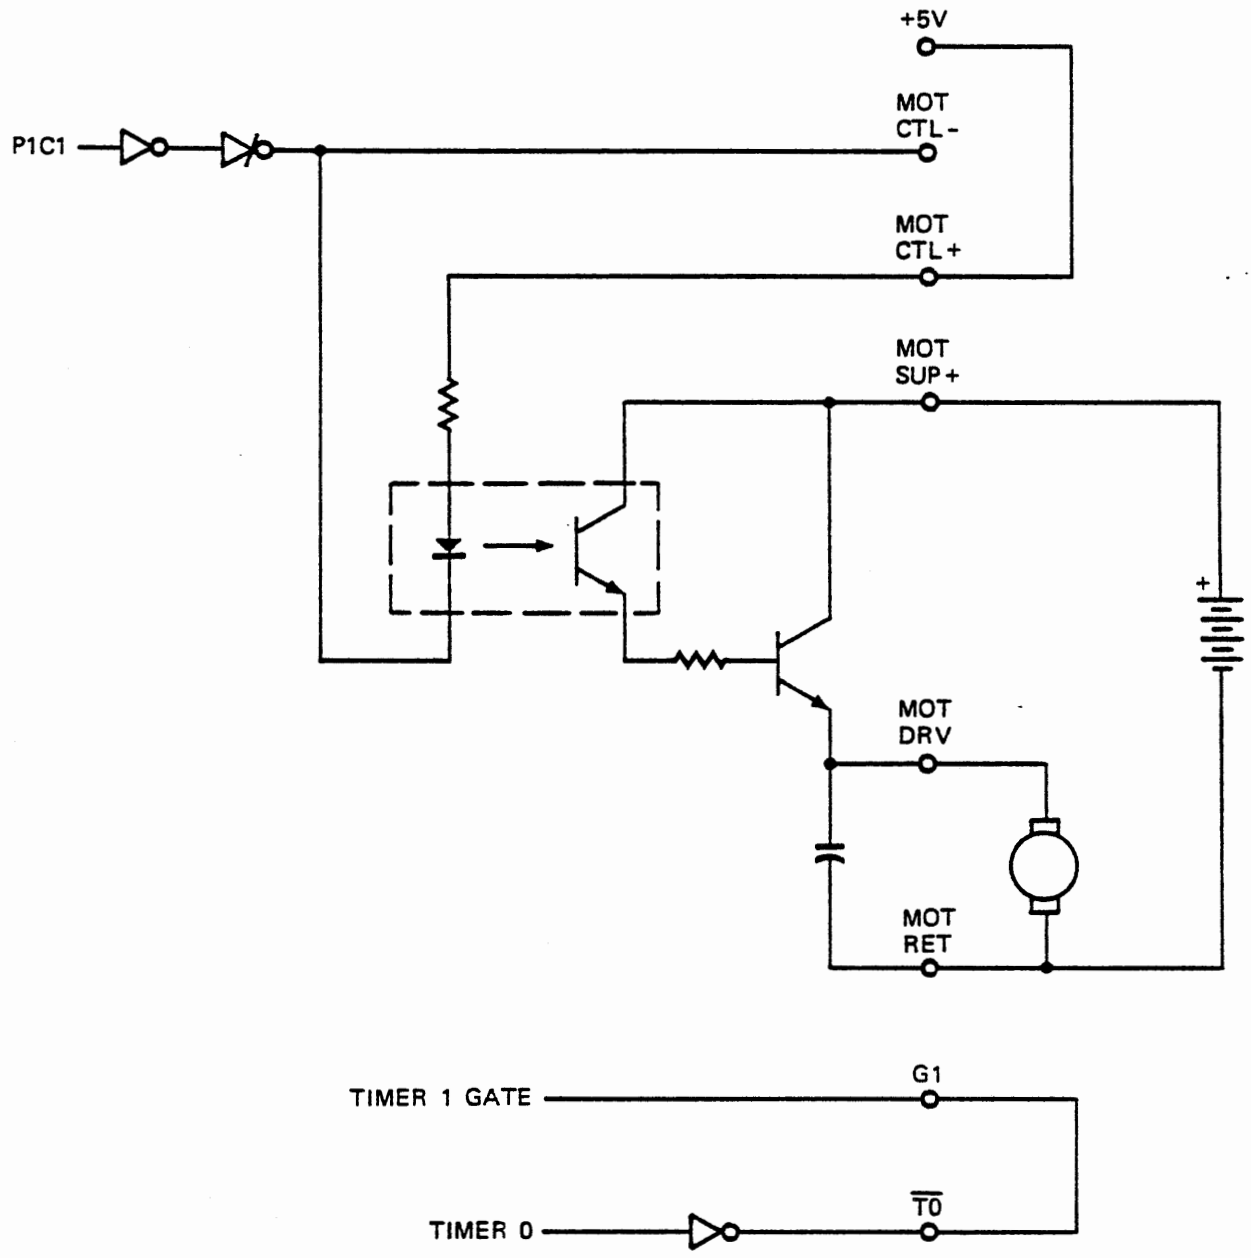 +5V
MOT
CTL-
P1C1
MOT
CTL+
MOT
SUP+
+
MOT
DRV
MOT
RET
G1
TIMER 1 GATE
T0
TIMER 0